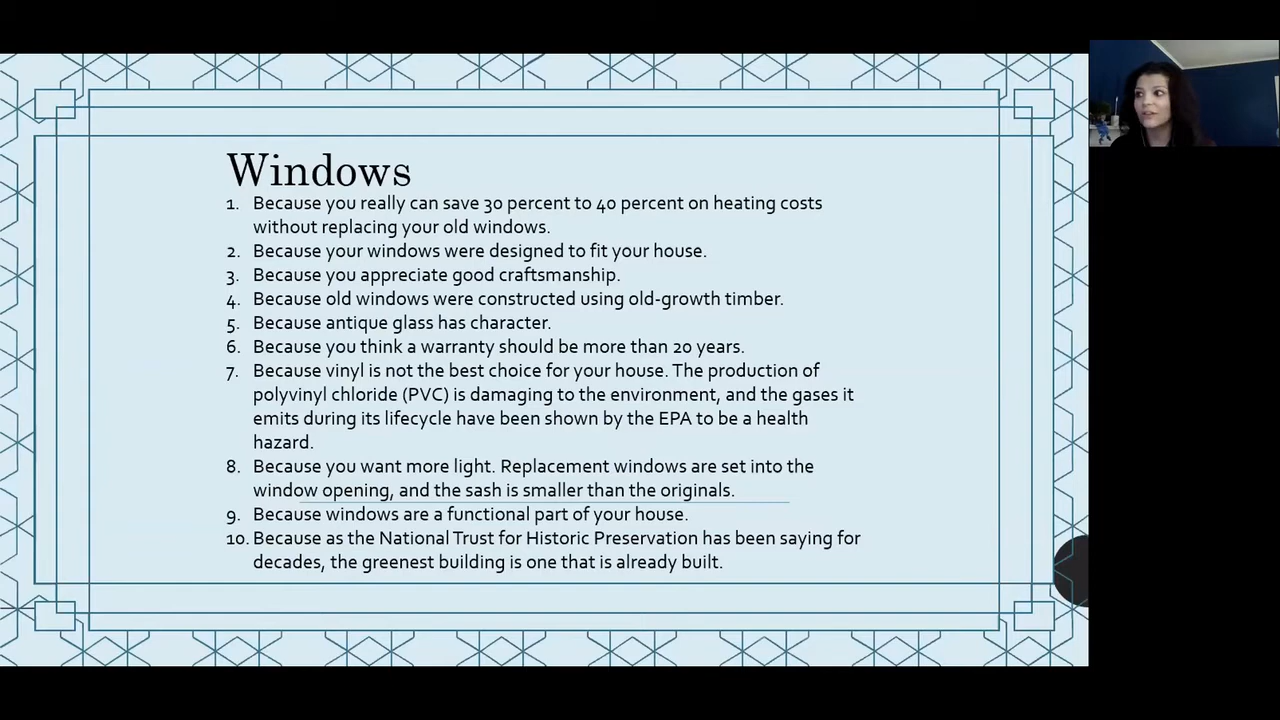 Windows
1. Because you really can save 30 percent to 40 percent on heating costs
without replacing your old windows.
2. Because your windows were designed to fit your house.
3. Because you appreciate good craftsmanship.
4. Because old windows were constructed using old-growth timber.
5. Because antique glass has character.
6. Because you think a warranty should be more than 20 years.
7. Because vinyl is not the best choice for your house. The production of
polyvinyl chloride (PVC) is damaging to the environment, and the gases it
emits during its lifecycle have been shown by the EPA to be a health
hazard.
8. Because you want more light. Replacement windows are set into the
window opening, and the sash is smaller than the originals.
9. Because windows are a functional part of your house.
10. Because as the National Trust for Historic Preservation has been saying for
decades, the greenest building is one that is already built.